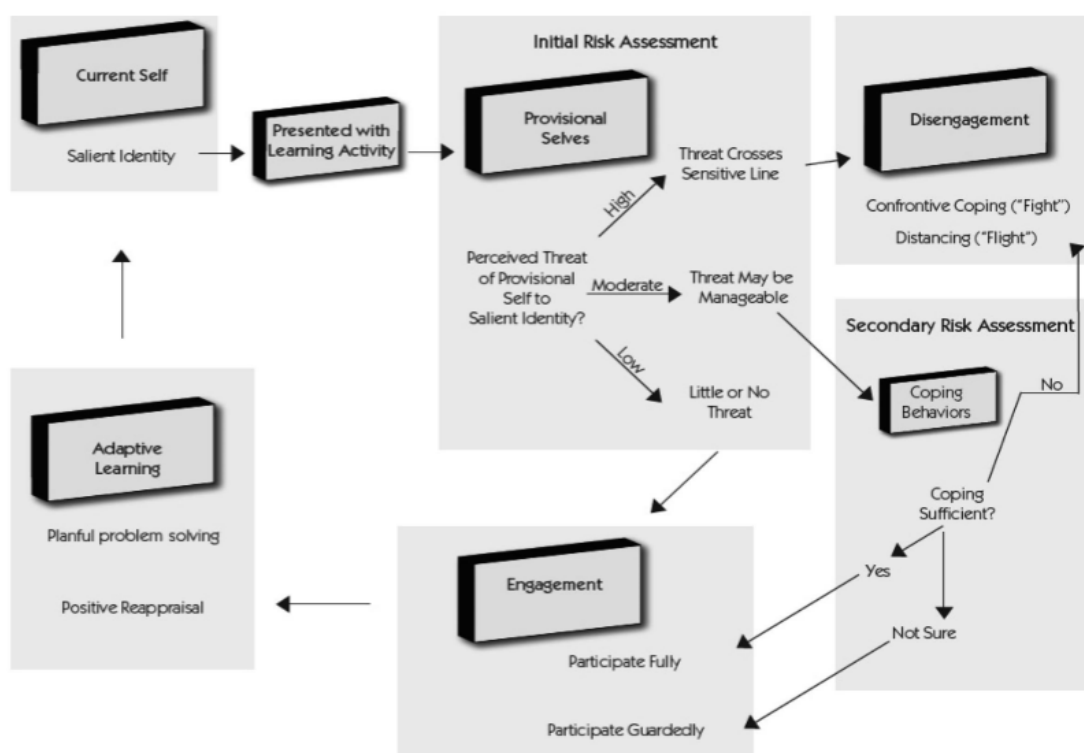 Current Self
Salient Identity
Presented with
Learning Activity
Initial Risk Assessment
Provisional
Selves
Perceived Threat
of Provisional
Self to
Salient Identity?
High
Threat Crosses
Sensitive Line
Moderate
Threat May be
Manageable
Low
Little or No
Threat
Disengagement
Confrontive Coping ("Fight")
Distancing ("Flight")
Secondary Risk Assessment
Coping
Behaviors
No
Coping
Sufficient?
Yes
Not Sure
Engagement
Participate Fully
Participate Guardedly
Adaptive
Learning
Planful problem solving
Positive Reappraisal